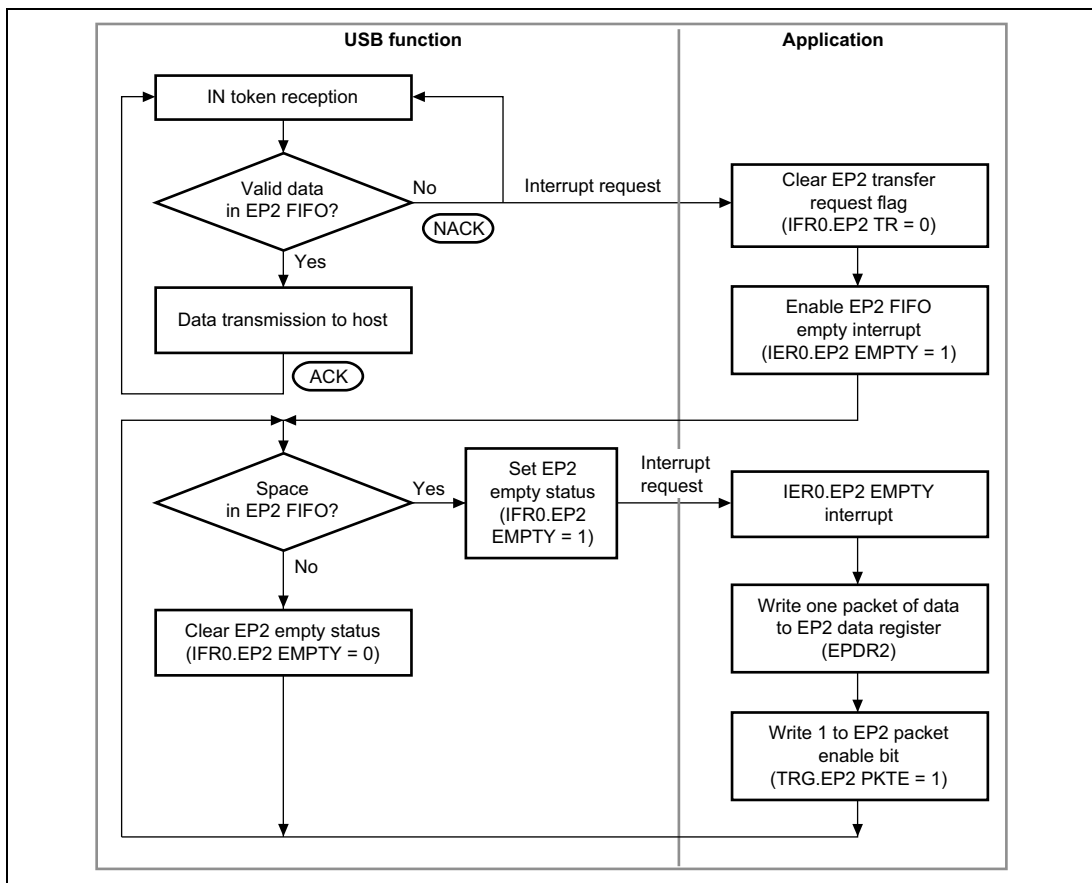 USB function
Application
IN token reception
Valid data
in EP2 FIFO?
No
NACK
Interrupt request
Clear EP2 transfer
request flag
(IFR0.EP2 TR = 0)
Yes
Data transmission to host
ACK
Enable EP2 FIFO
empty interrupt
(IER0.EP2 EMPTY = 1)
Space
in EP2 FIFO?
Yes
Set EP2
empty status
(IFR0.EP2
EMPTY = 1)
Interrupt
request
IER0.EP2 EMPTY
interrupt
No
Clear EP2 empty status
(IFR0.EP2 EMPTY = 0)
Write one packet of data
to EP2 data register
(EPDR2)
Write 1 to EP2 packet
enable bit
(TRG.EP2 PKTE = 1)